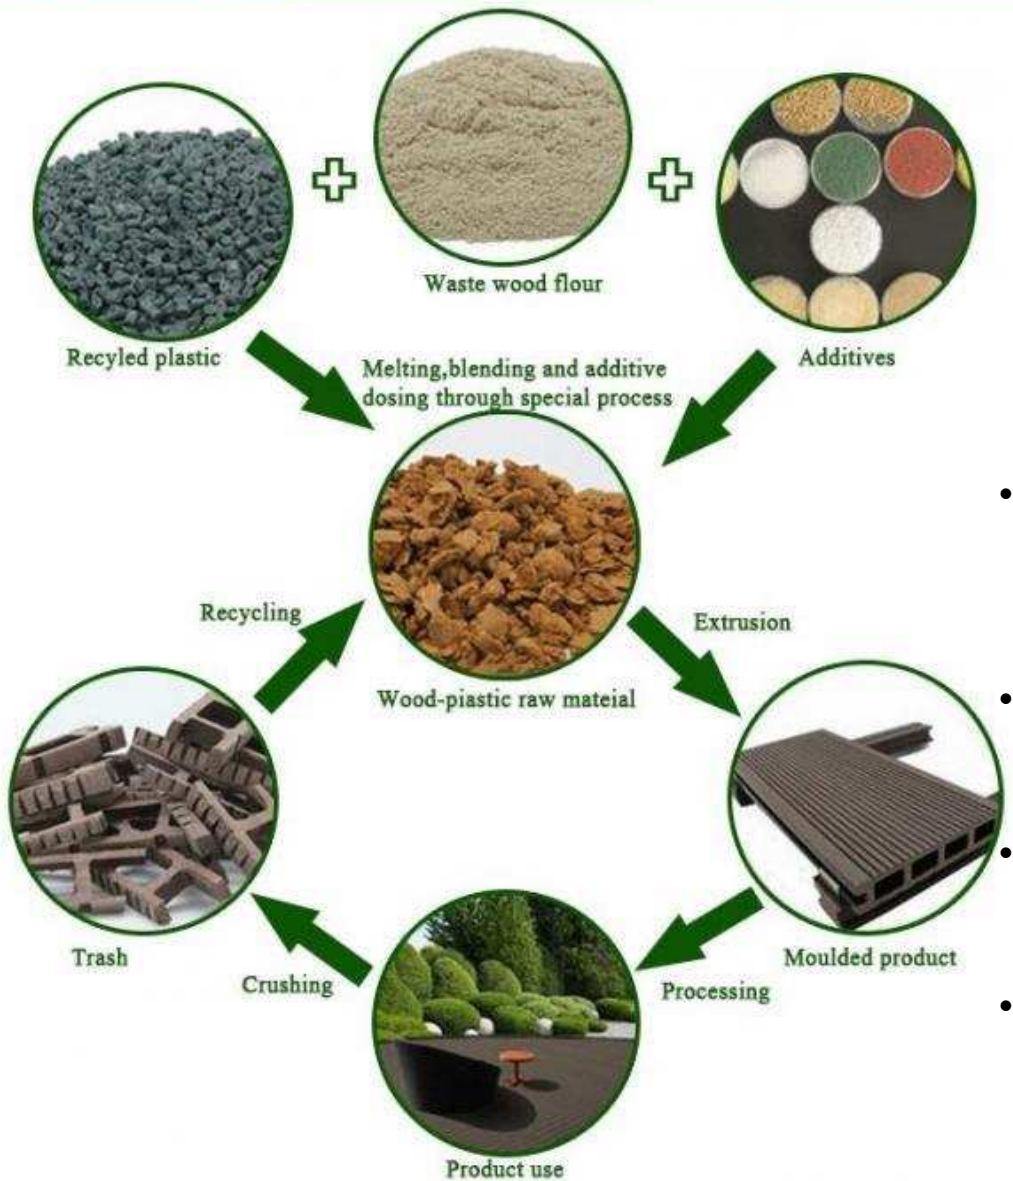 Waste wood flour
Recyled plastic
Additives
Melting,blending and additive
dosing through special process
Recycling
Extrusion
Wood-piastic raw mateial
Trash
Moulded product
Crushing
Processing
Product use